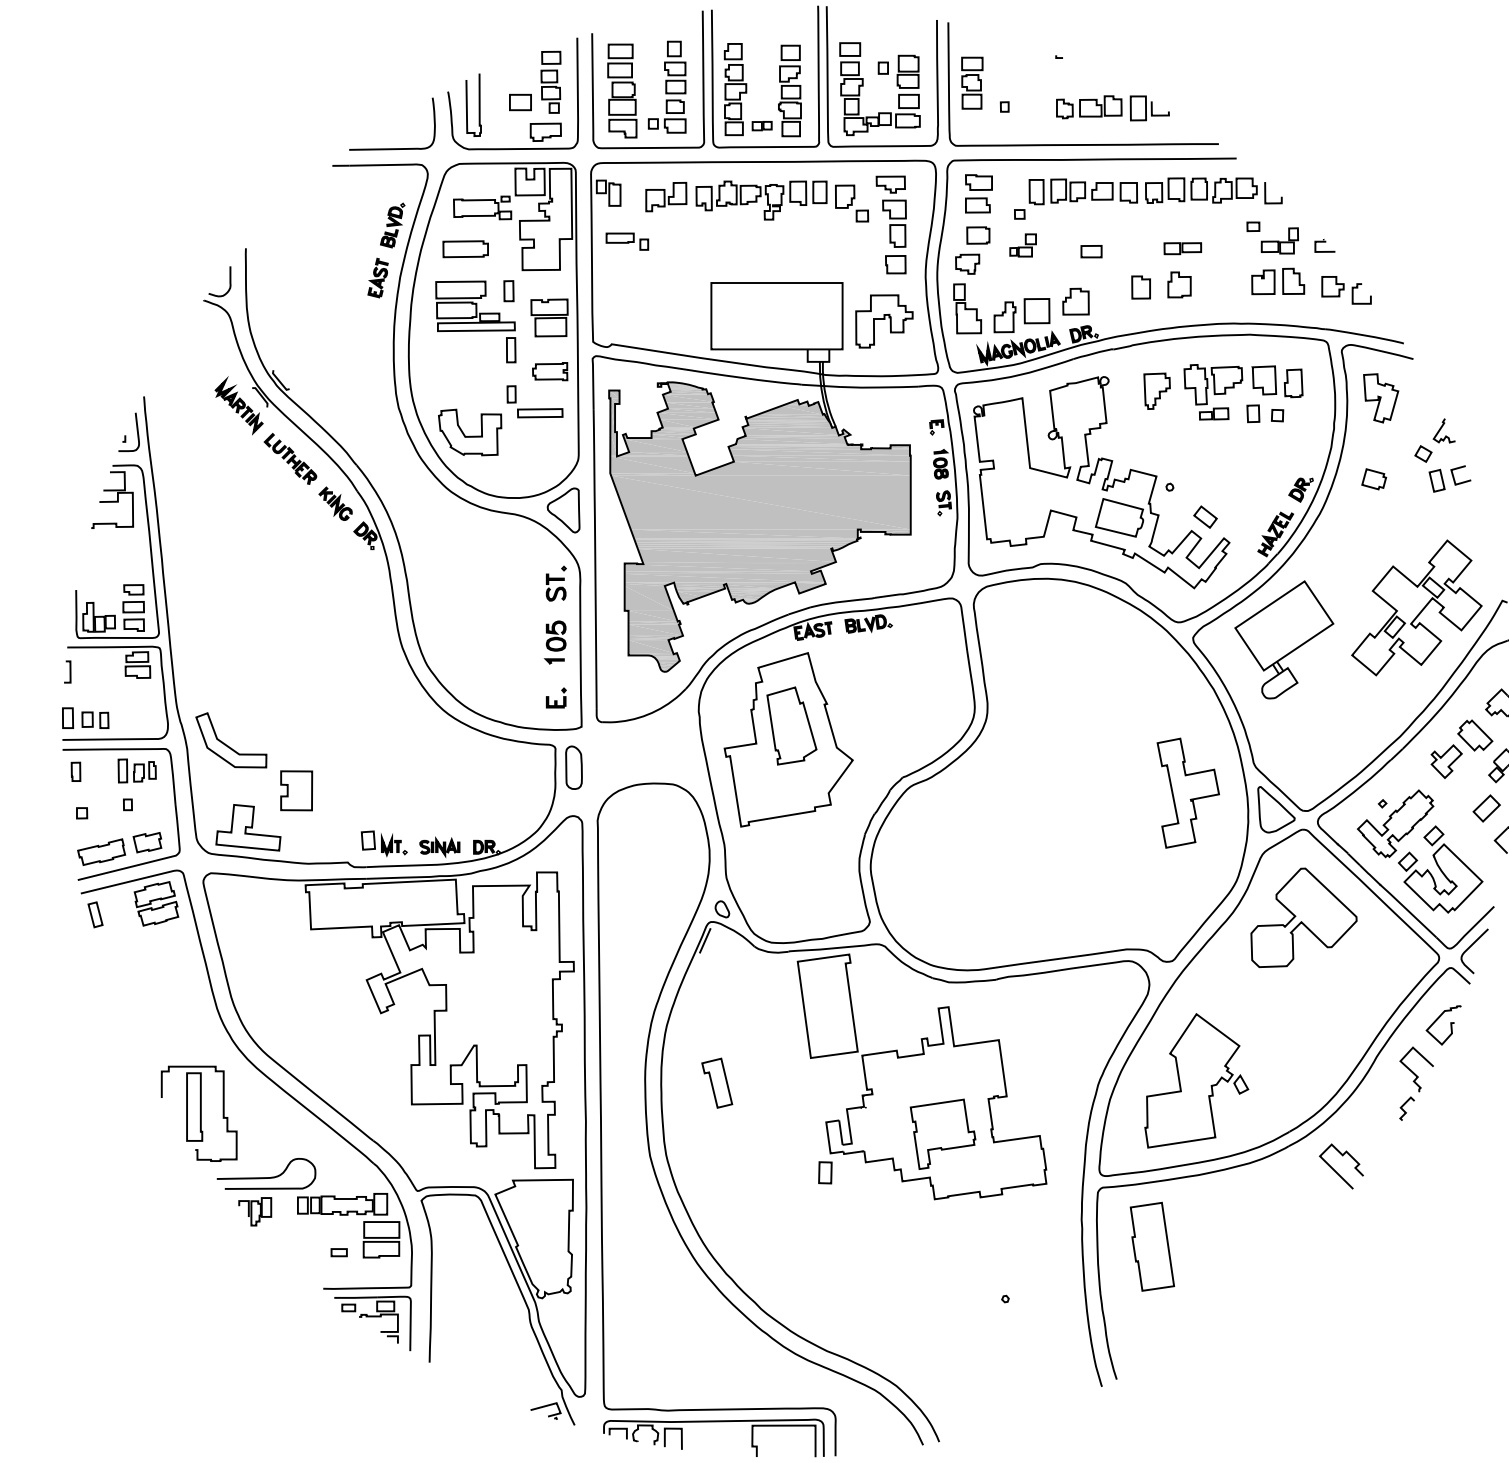 EAST BLVD.
MAGNOLIA DR.
MARTIN LUTHER KING DR.
E. 108 ST.
HAZEL DR.
E. 105 ST.
EAST BLVD.
MT. SINAI DR.